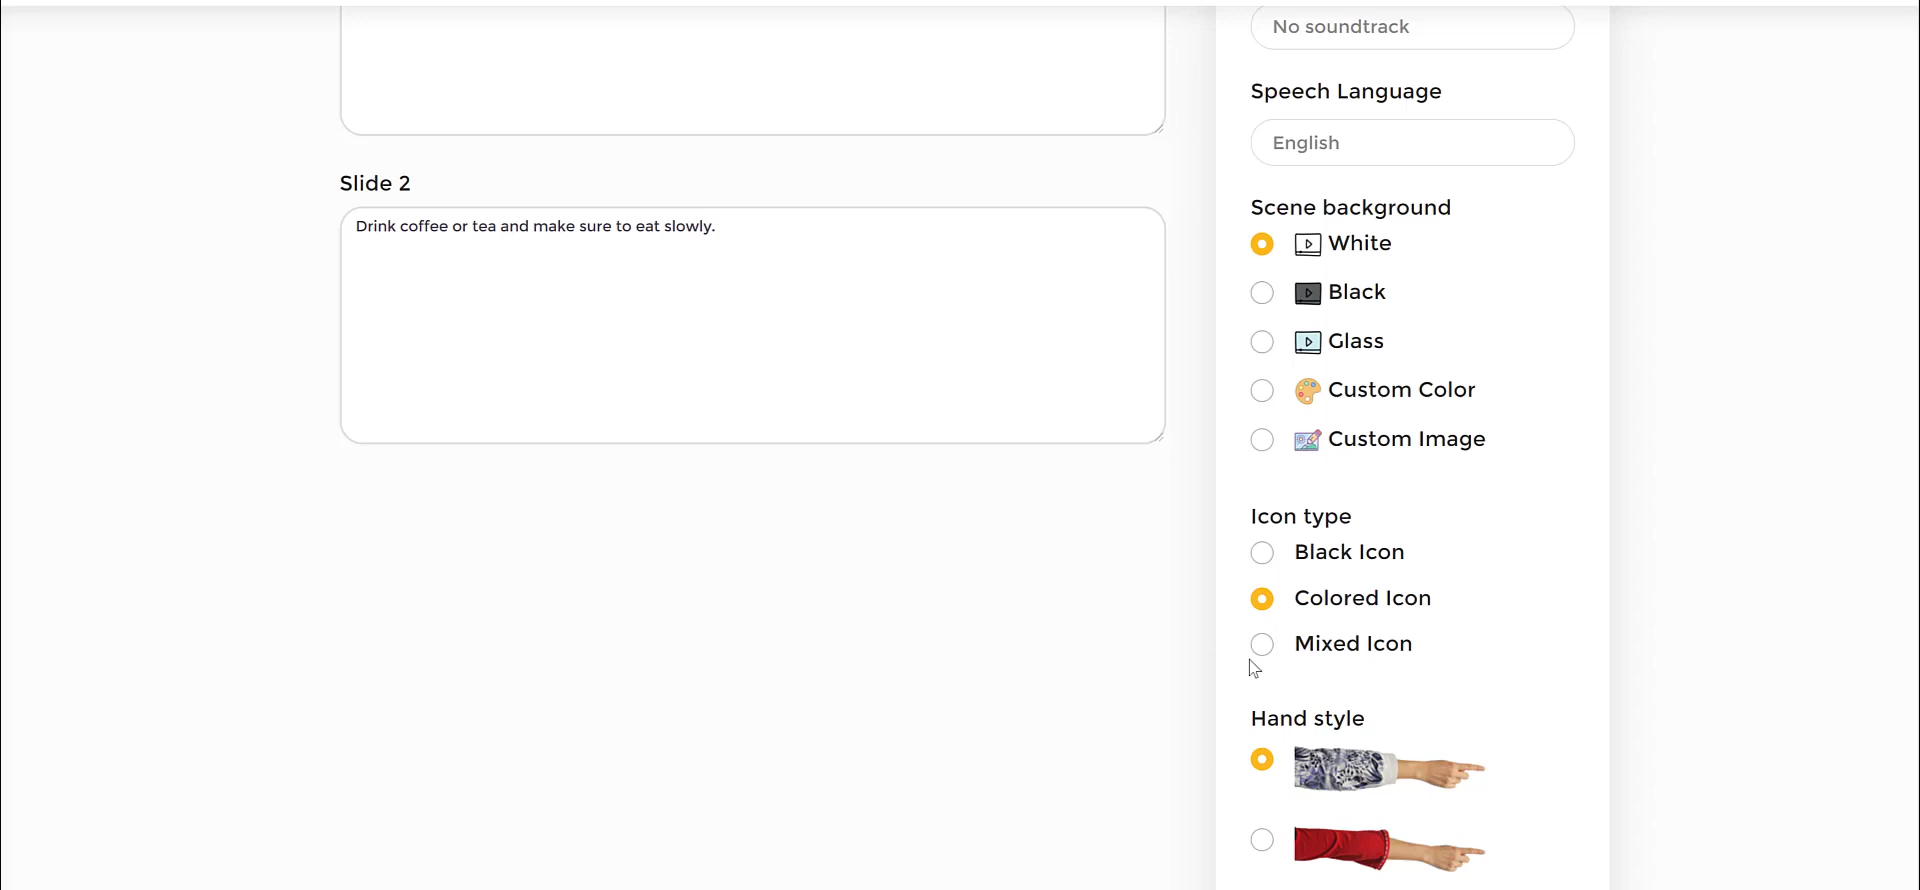 No soundtrack
Speech Language
English
Slide 2
Drink coffee or tea and make sure to eat slowly.
Scene background
White
Black
Glass
Custom Color
Custom Image
Icon type
Black Icon
Colored Icon
Mixed Icon
Hand style